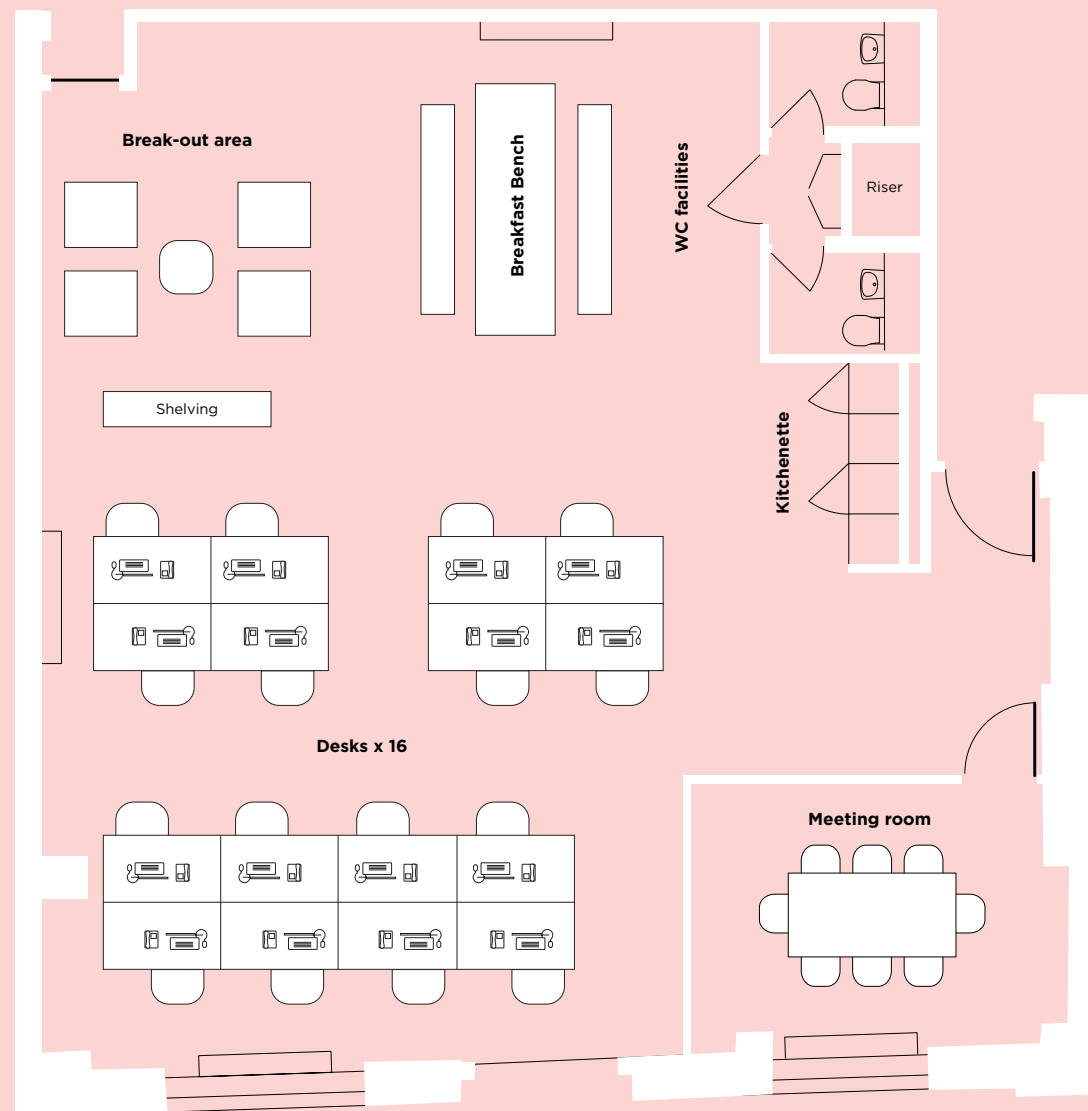 Break-out area
Breakfast Bench
WC facilities
Riser
Shelving
Kitchenette
Desks x 16
Meeting room